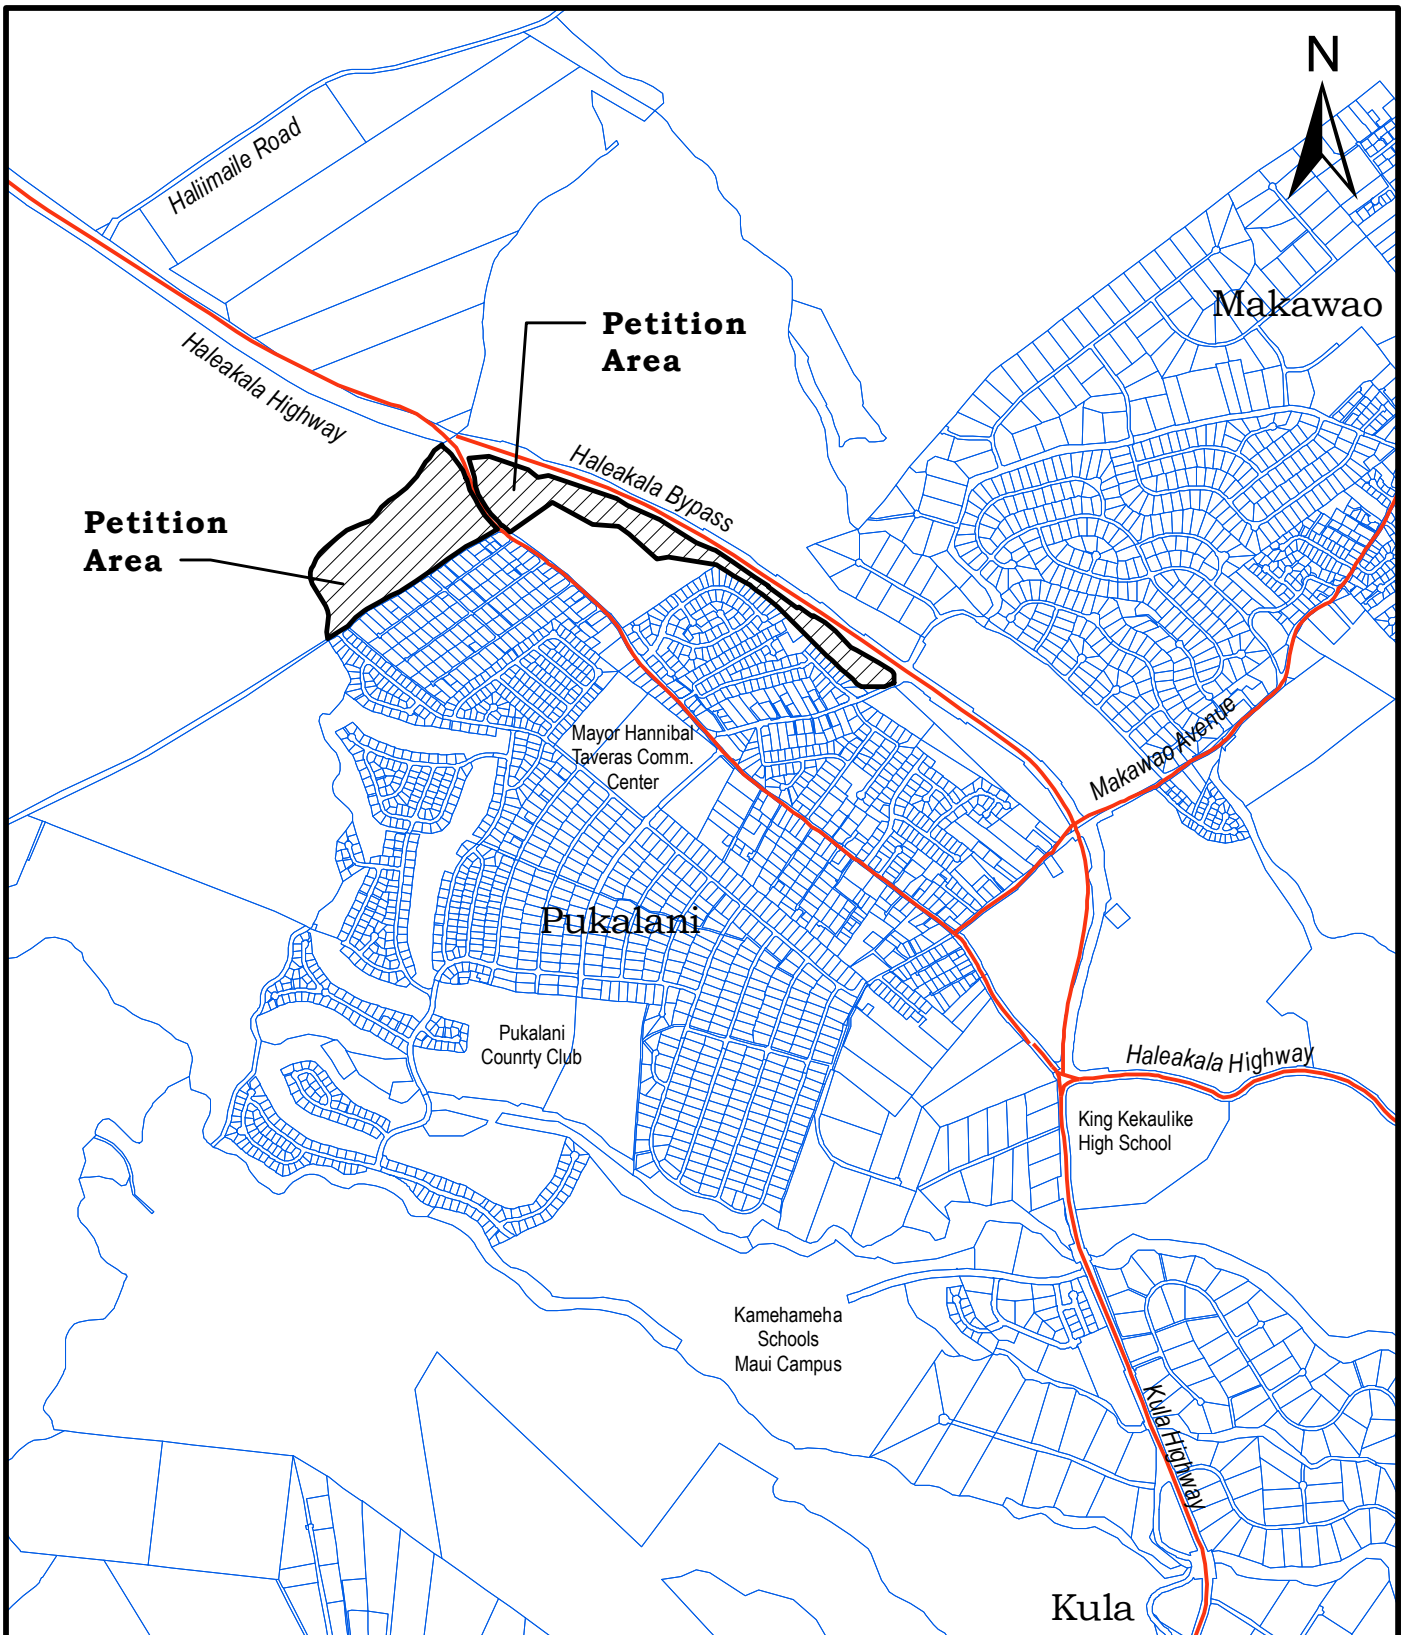 N
Haliimaile Road
Makawao
Petition
Area
Haleakala Highway
Haleakala Bypass
Petition
Area
Makawao Avenue
Mayor Hannibal
Taveras Comm.
Center
Pukalani
Pukalani
Counrty Club
Haleakala Highway
King Kekaulike
High School
Kamehameha
Schools
Maui Campus
Kula Highway
Kula